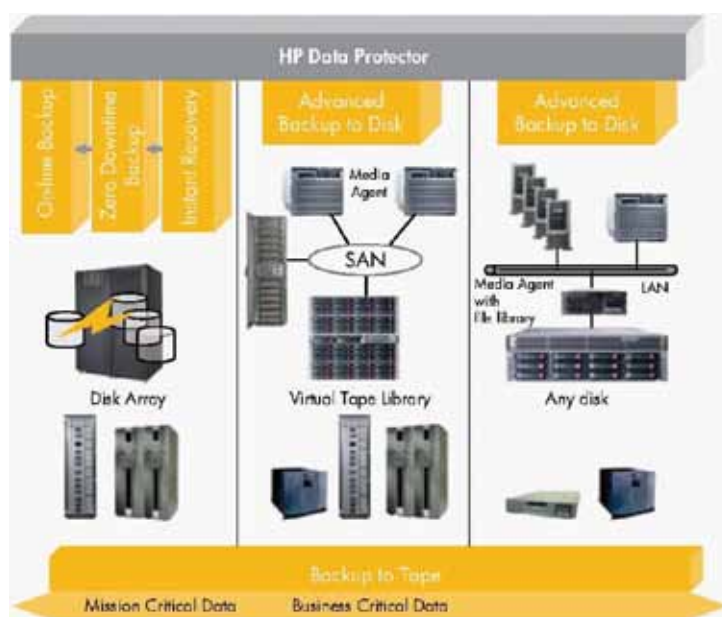 HP Data Protector
On-line Backup
Zero Downtime
Backup
Instant Recovery
Advanced
Backup to Disk
Advanced
Backup to Disk
Media
Agent
SAN
Media Agent
with
file library
LAN
Disk Array
Virtual Tape Library
Any disk
Backup to Tape
Mission Critical Data
Business Critical Data